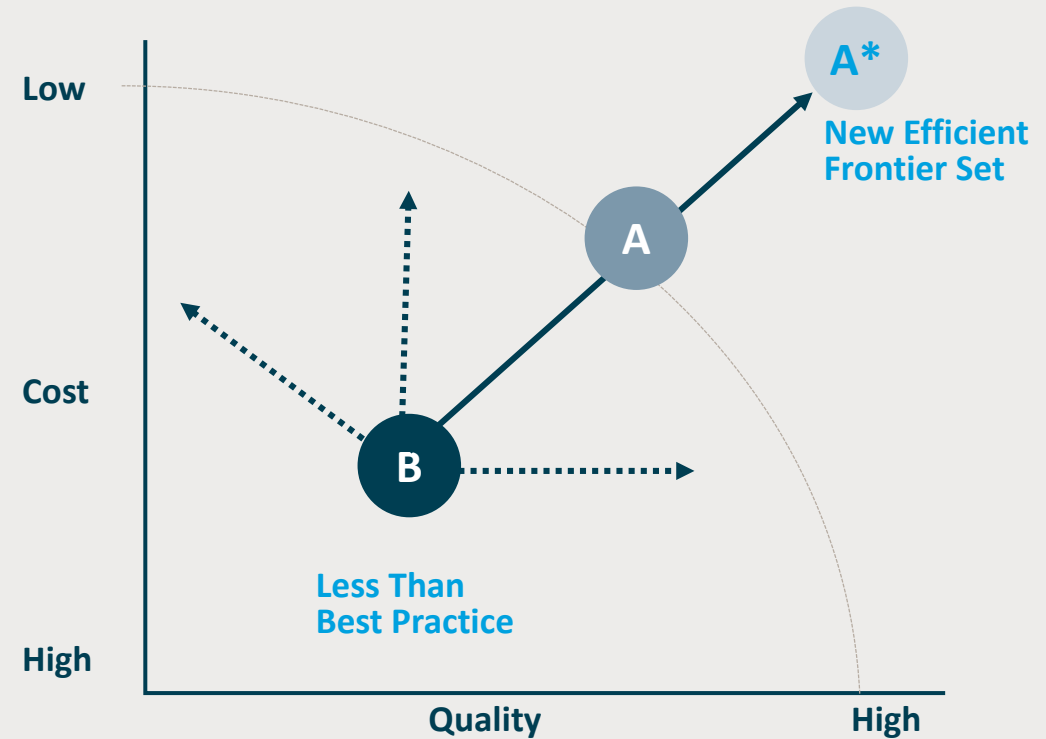 A*
Low
New Efficient
Frontier Set
A
Cost
B
Less Than
Best Practice
High
Quality
High